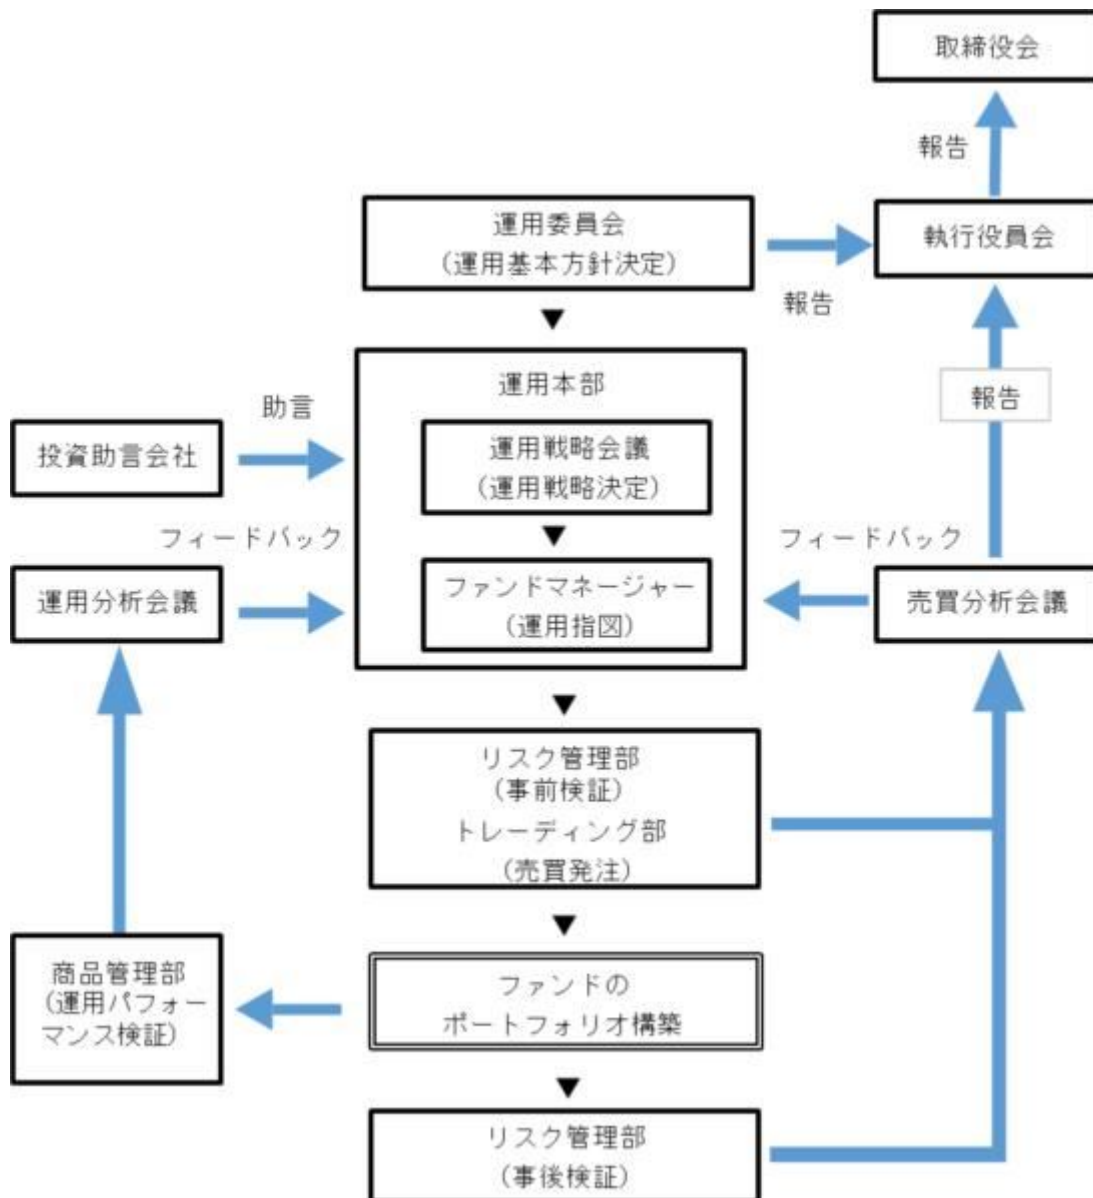 取締役会
報告
運用委員会
(運用基本方針決定)
執行役員会
報告
運用本部
報告
助言
投資助言会社
運用戦略会議
(運用戦略決定)
フィードバック
フィードバック
運用分析会議
ファンドマネージャー
(運用指図)
売買分析会議
リスク管理部
(事前検証)
トレーディング部
(売買発注)
商品管理部
(運用パフォー
マンス検証)
ファンドの
ポートフォリオ構築
リスク管理部
(事後検証)